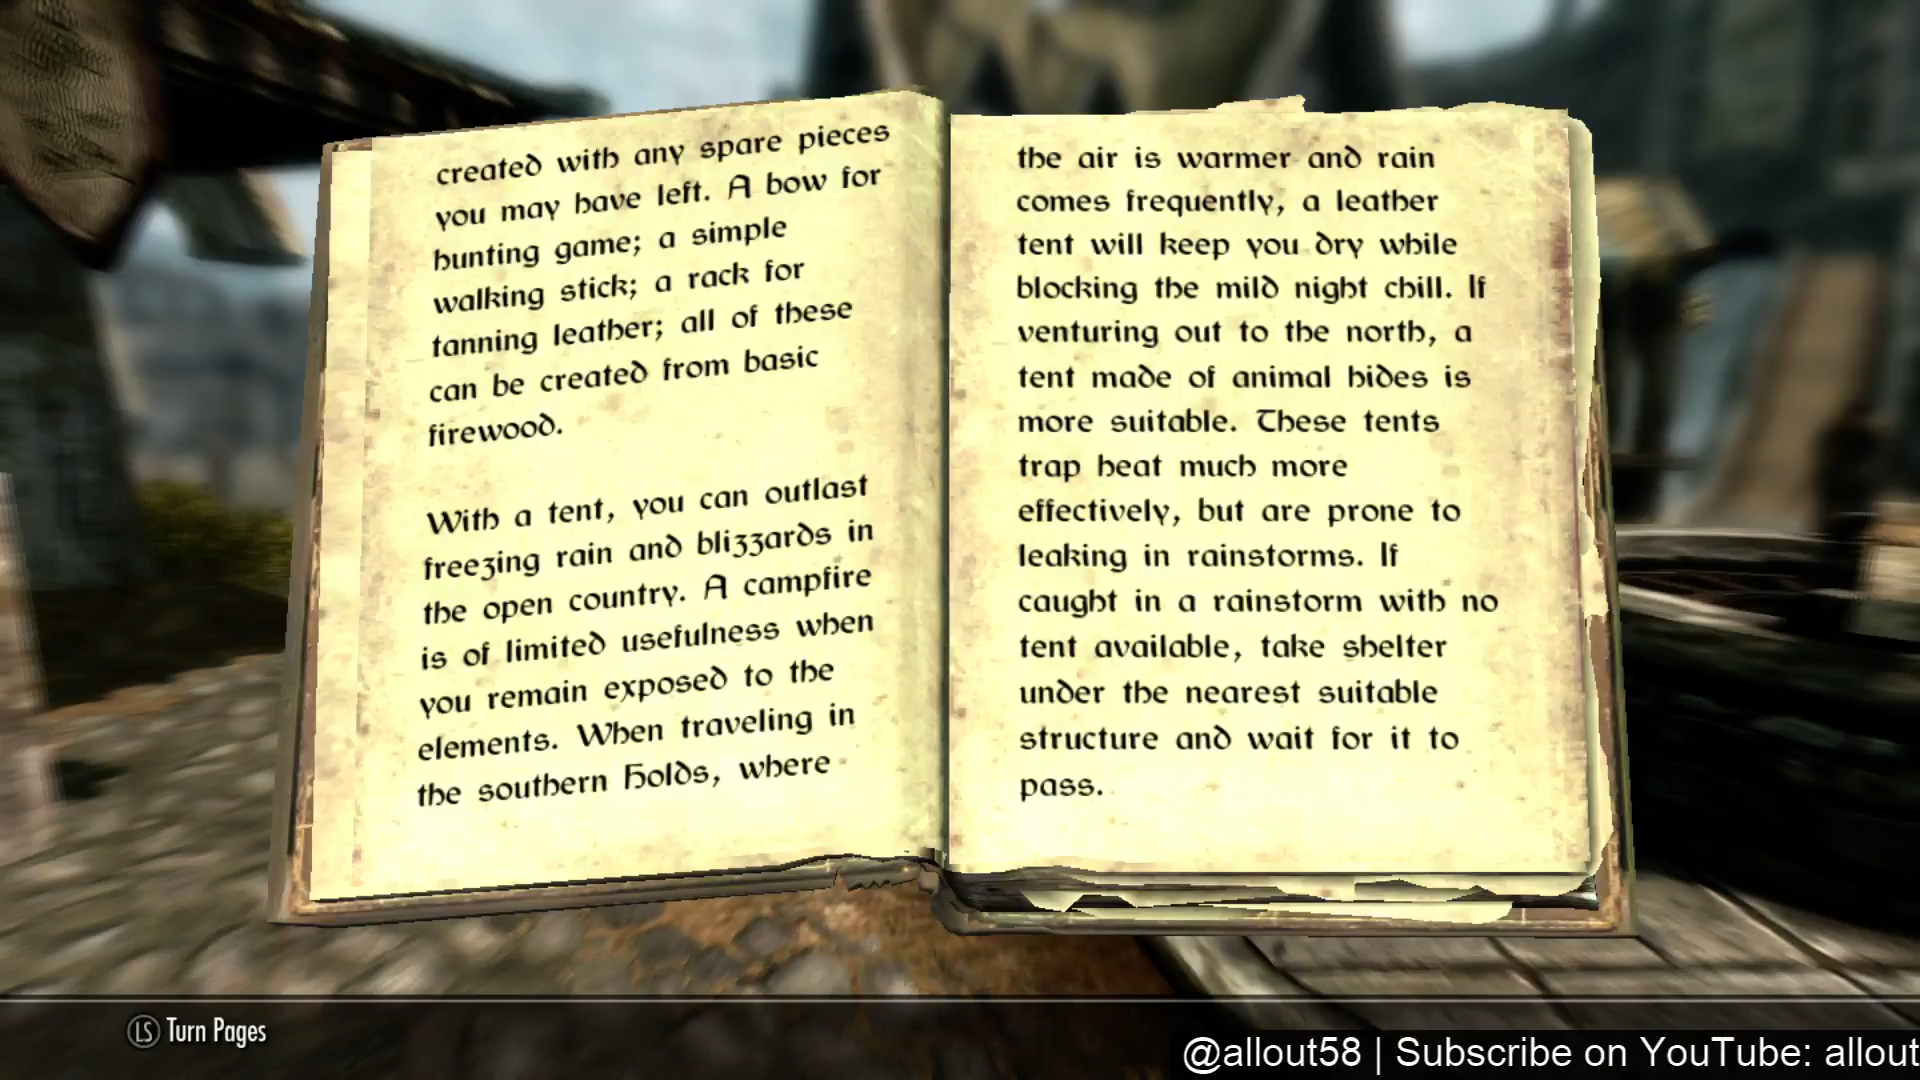 created with any spare pieces
you may have left. A bow for
hunting game; a simple
walking stick; a rack for
tanning leather; all of these
can be created from basic
firewood.
With a tent, you can outlast
freezing rain and blizzards in
the open country. A campfire
is of limited usefulness when
you remain exposed to the
elements. When traveling in
the southern Holds, where
the air is warmer and rain
comes frequently, a leather
tent will keep you dry while
blocking the mild night chill. If
venturing out to the north, a
tent made of animal hides is
more suitable. These tents
trap heat much more
effectively, but are prone to
leaking in rainstorms. If
caught in a rainstorm with no
tent available, take shelter
under the nearest suitable
structure and wait for it to
pass.
LS Turn Pages
@allout58 | Subscribe on YouTube: allout